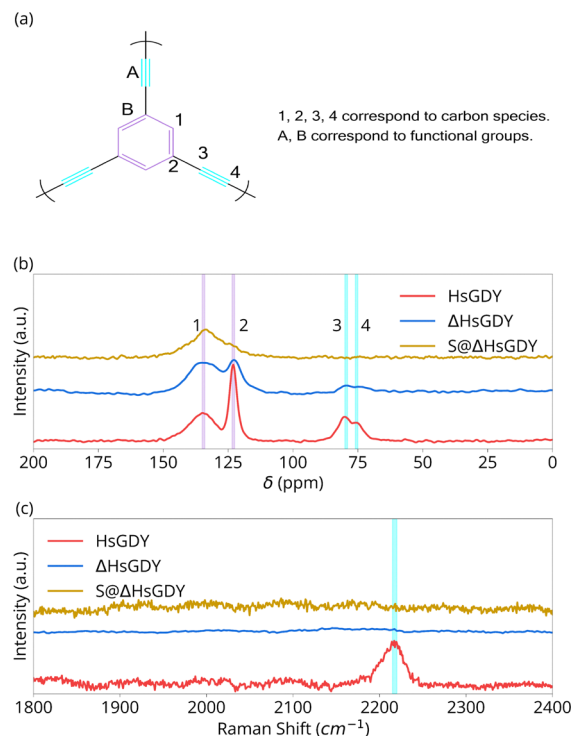 (a)
A
B
1
2
3
4
1, 2, 3, 4 correspond to carbon species.
A, B correspond to functional groups.
(b)
Intensity (a.u.)
1 2 3 4
HsGDY
ΔHsGDY
S@ΔHsGDY
200 175 150 125 100 75 50 25 0
δ (ppm)
(c)
Intensity (a.u.)
HsGDY
ΔHsGDY
S@ΔHsGDY
1800 1900 2000 2100 2200 2300 2400
Raman Shift (cm⁻¹)